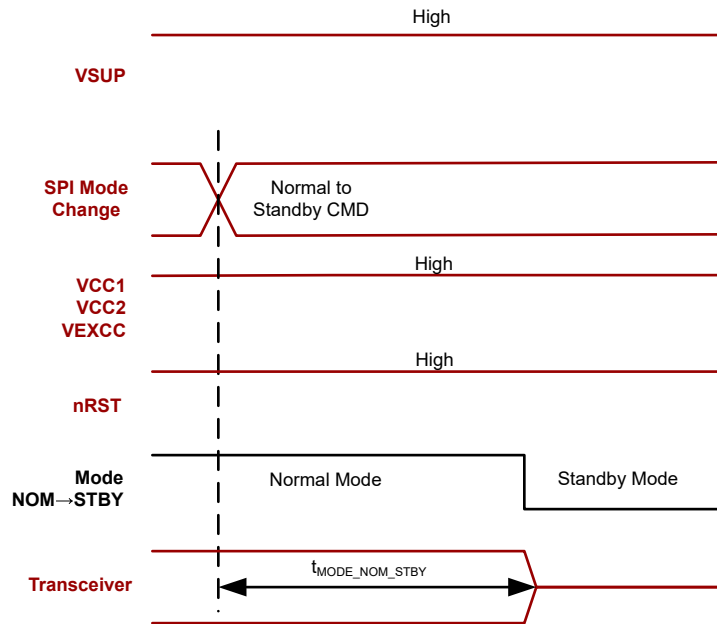 High
VSUP
SPI Mode
Change
Normal to
Standby CMD
High
VCC1
VCC2
VEXCC
High
nRST
Mode
NOM→STBY
Normal Mode
Standby Mode
Transceiver
tMODE_NOM_STBY